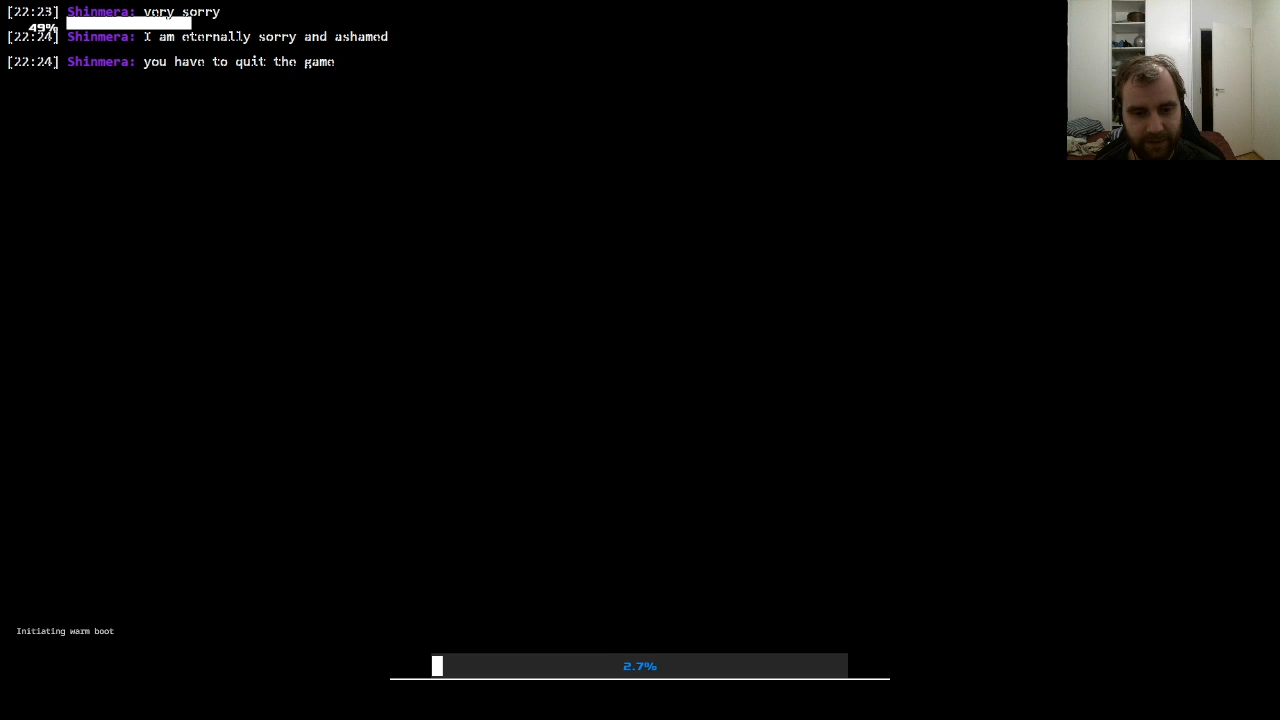 [22:23] Shinmera: very sorry
49%
[22:24] Shinmera: I am eternally sorry and ashamed
[22:24] Shinmera: you have to quit the game
Initiating warm boot
2.7%